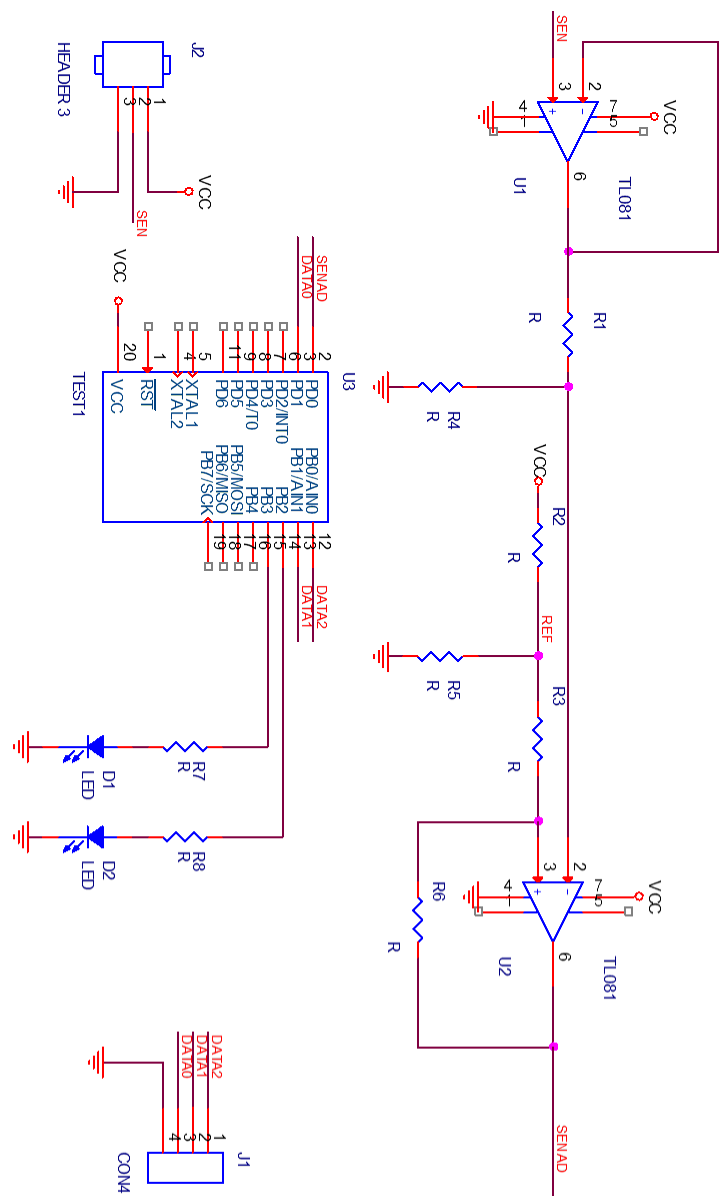 SEN
3
2
+
-
4
1
7
5
VCC
6
U1
TL081
R1
R
R4
R
VCC
R2
R
REF
R5
R
R3
R
3
2
+
-
4
1
7
5
VCC
6
U2
TL081
R6
R
SENAD
J2
HEADER 3
1
2
3
VCC
SEN
VCC
SENAD
DATA0
U3
TEST1
2
3
6
7
8
9
11
5
4
1
20
PD0
PD1
PD2/INT0
PD3
PD4/T0
PD5
PD6
XTAL1
XTAL2
RST
VCC
PB0/AIN0
PB1/AIN1
PB2
PB3
PB4
PB5/MOSI
PB6/MISO
PB7/SCK
12
13
14
15
16
17
18
19
DATA2
DATA1
R7
R
D1
LED
R8
R
D2
LED
DATA2
DATA1
DATA0
1
2
3
4
J1
CON4